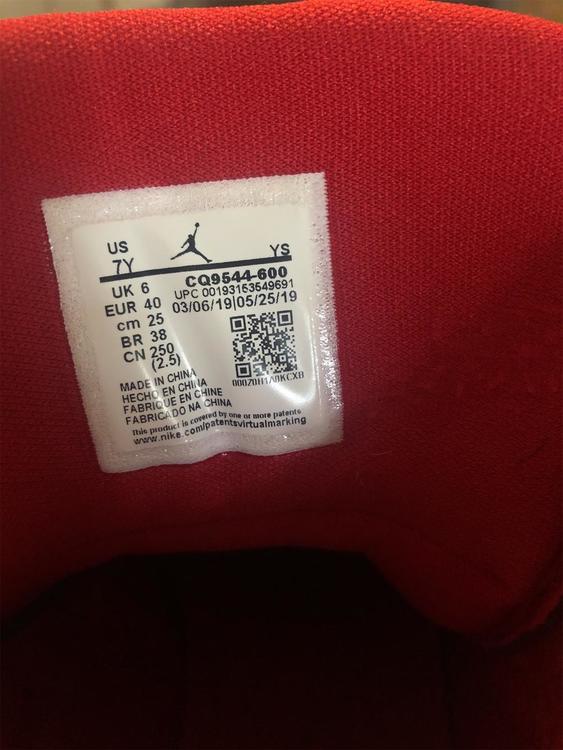 US
7Y YS
UK 6
EUR 40
cm 25
BR 38
CN 250
(2.5)
CQ9544-600
UPC 00193153549691
03/06/19|05/25/19
MADE IN CHINA
HECHO EN CHINA
FABRIQUE EN CHINE
FABRICADO NA CHINA
This product is covered by one or more patents
www.nike.com/patentsvirtualmarking